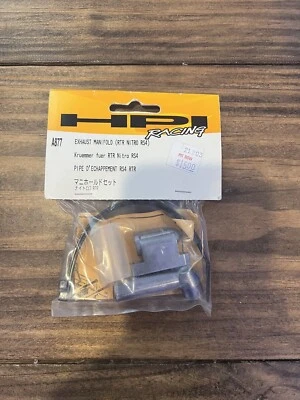 HPI
RACING
A877
EXHAUST MANIFOLD (RTR NITRO RS4)
Kruemmer fuer RTR Nitro RS4
PIPE D'ECHAPPEMENT RS4 RTR
マニホールドセット